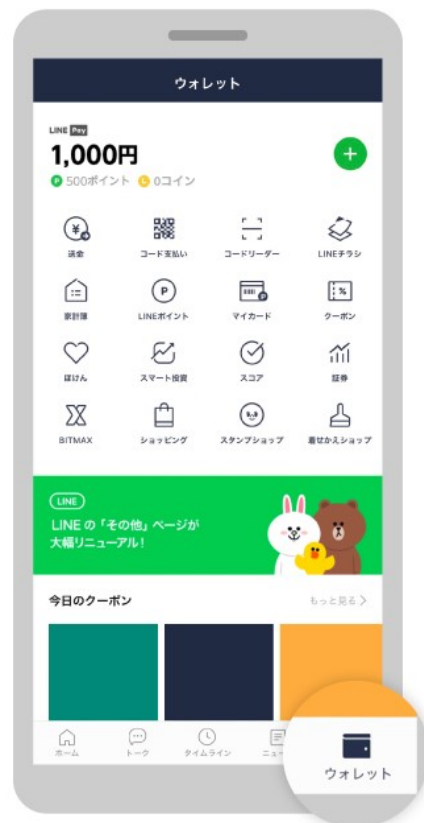 ウォレット
LINE Pay
1,000円
P 500ポイント 0コイン
送金 コード支払い コードリーダー LINEチラシ
家計簿 LINEポイント マイカード クーポン
ほけん スマート投資 スコア 証券
BITMAX ショッピング スタンプショップ 着せかえショップ
LINE
LINE の「その他」ページが
大幅リニューアル!
今日のクーポン もっと見る
ホーム トーク タイムライン ニュー
ウォレット